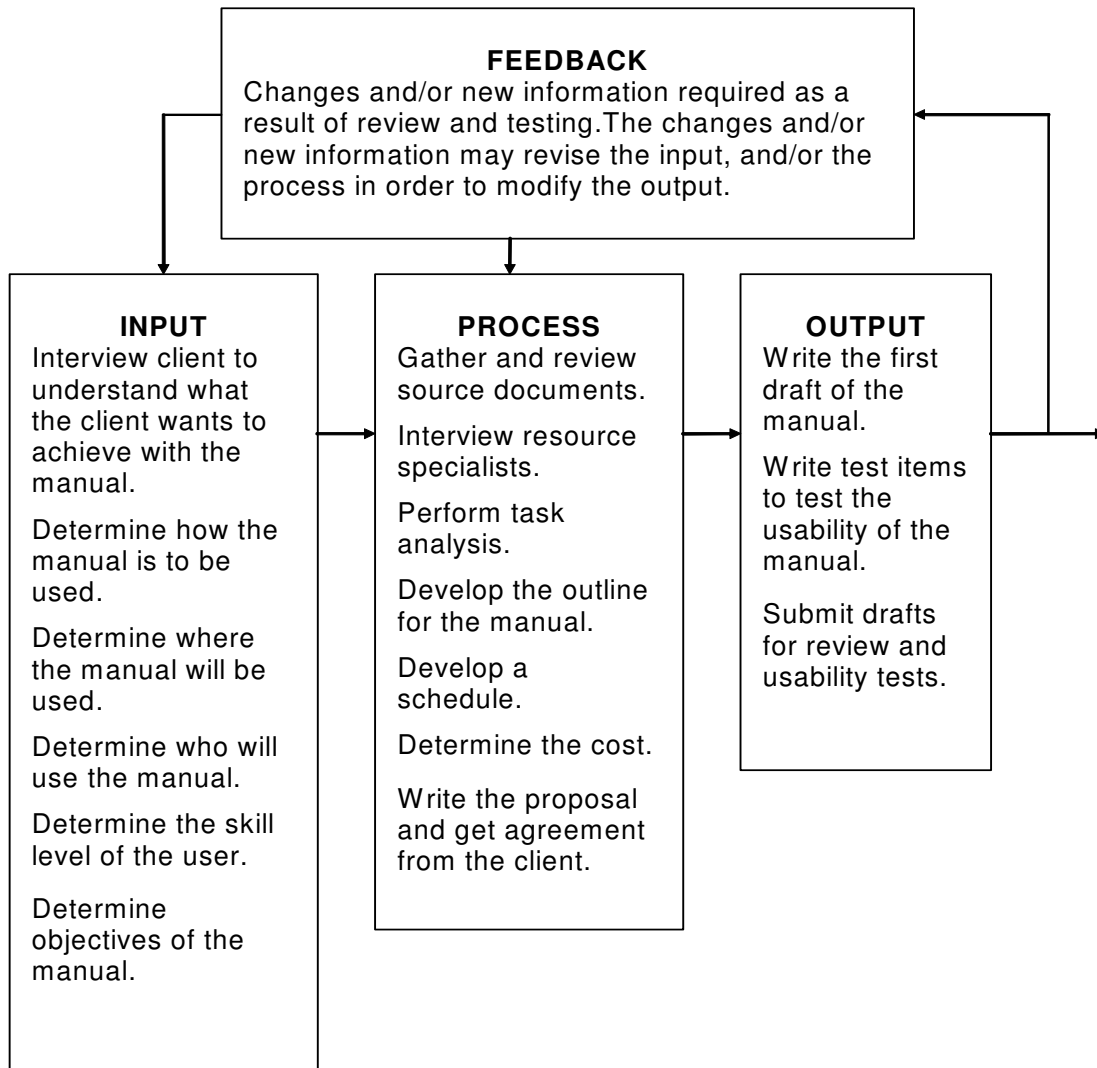 FEEDBACK
Changes and/or new information required as a
result of review and testing.The changes and/or
new information may revise the input, and/or the
process in order to modify the output.
INPUT
Interview client to
understand what
the client wants to
achieve with the
manual.
Determine how the
manual is to be
used.
Determine where
the manual will be
used.
Determine who will
use the manual.
Determine the skill
level of the user.
Determine
objectives of the
manual.
PROCESS
Gather and review
source documents.
Interview resource
specialists.
Perform task
analysis.
Develop the outline
for the manual.
Develop a
schedule.
Determine the cost.
Write the proposal
and get agreement
from the client.
OUTPUT
Write the first
draft of the
manual.
Write test items
to test the
usability of the
manual.
Submit drafts
for review and
usability tests.